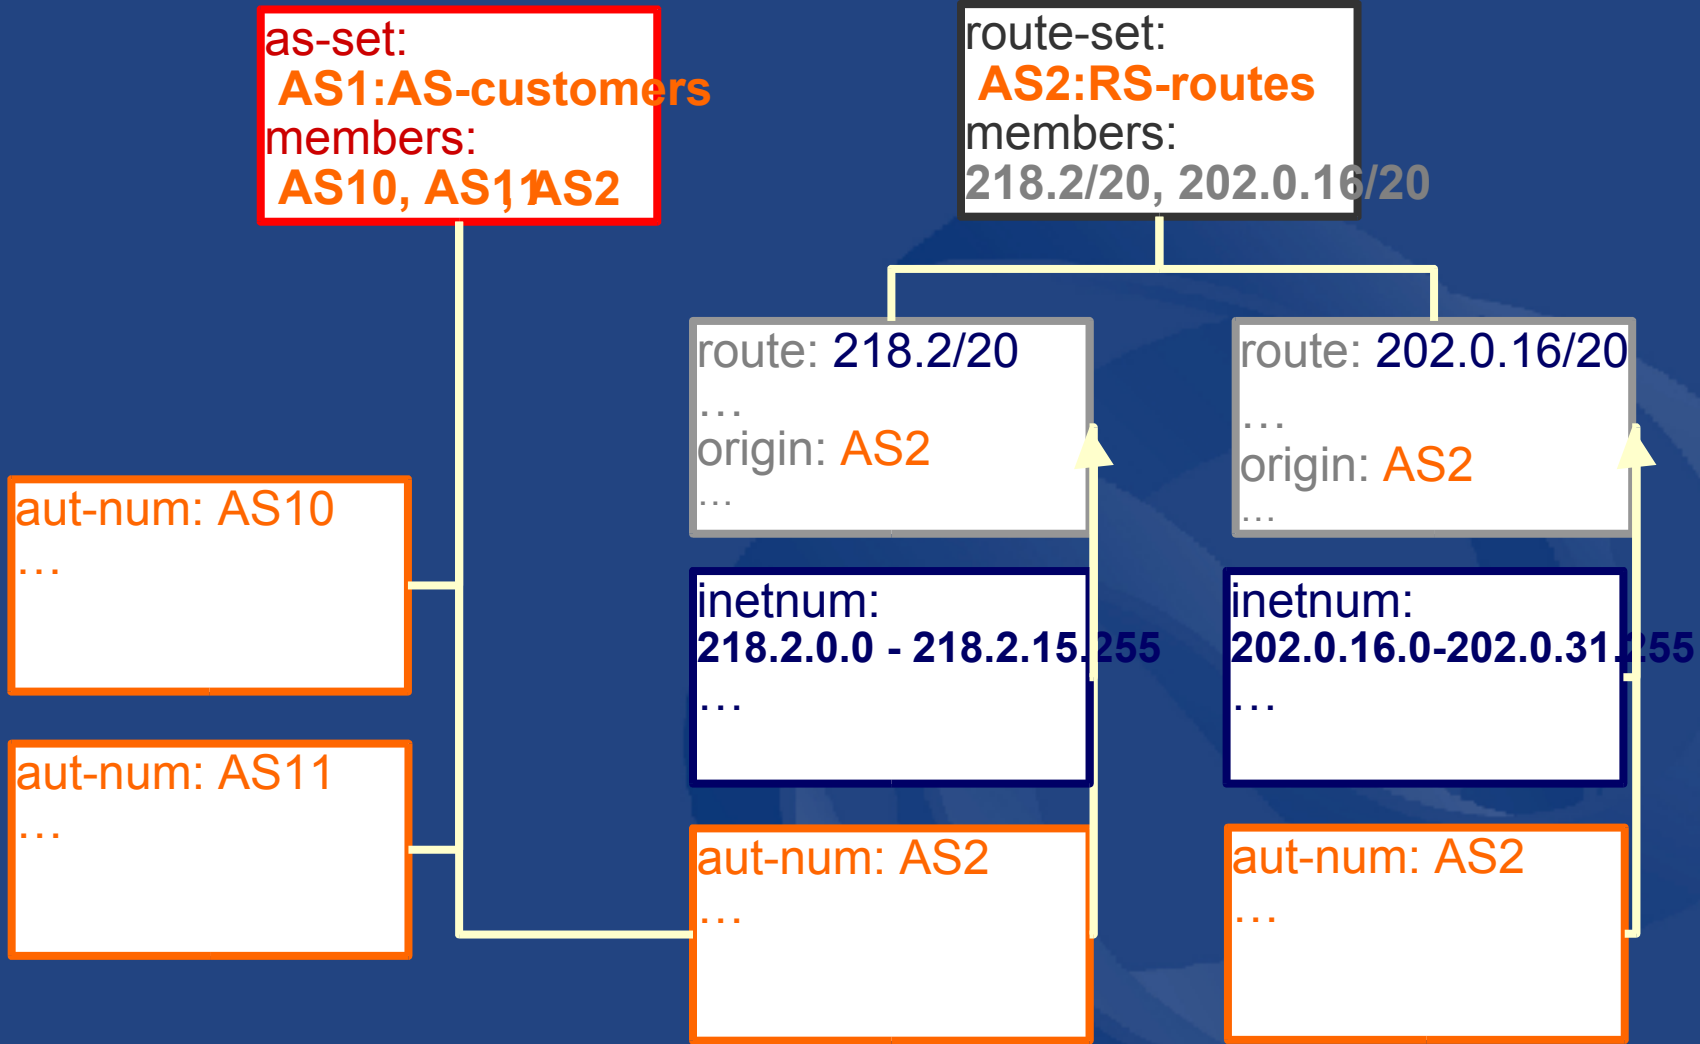 as-set:
AS1:AS-customers
members:
AS10, AS11, AS2
route-set:
AS2:RS-routes
members:
218.2/20, 202.0.16/20
route: 218.2/20
…
origin: AS2
…
route: 202.0.16/20
…
origin: AS2
…
aut-num: AS10
…
inetnum:
218.2.0.0 - 218.2.15.255
…
inetnum:
202.0.16.0-202.0.31.255
…
aut-num: AS11
…
aut-num: AS2
…
aut-num: AS2
…